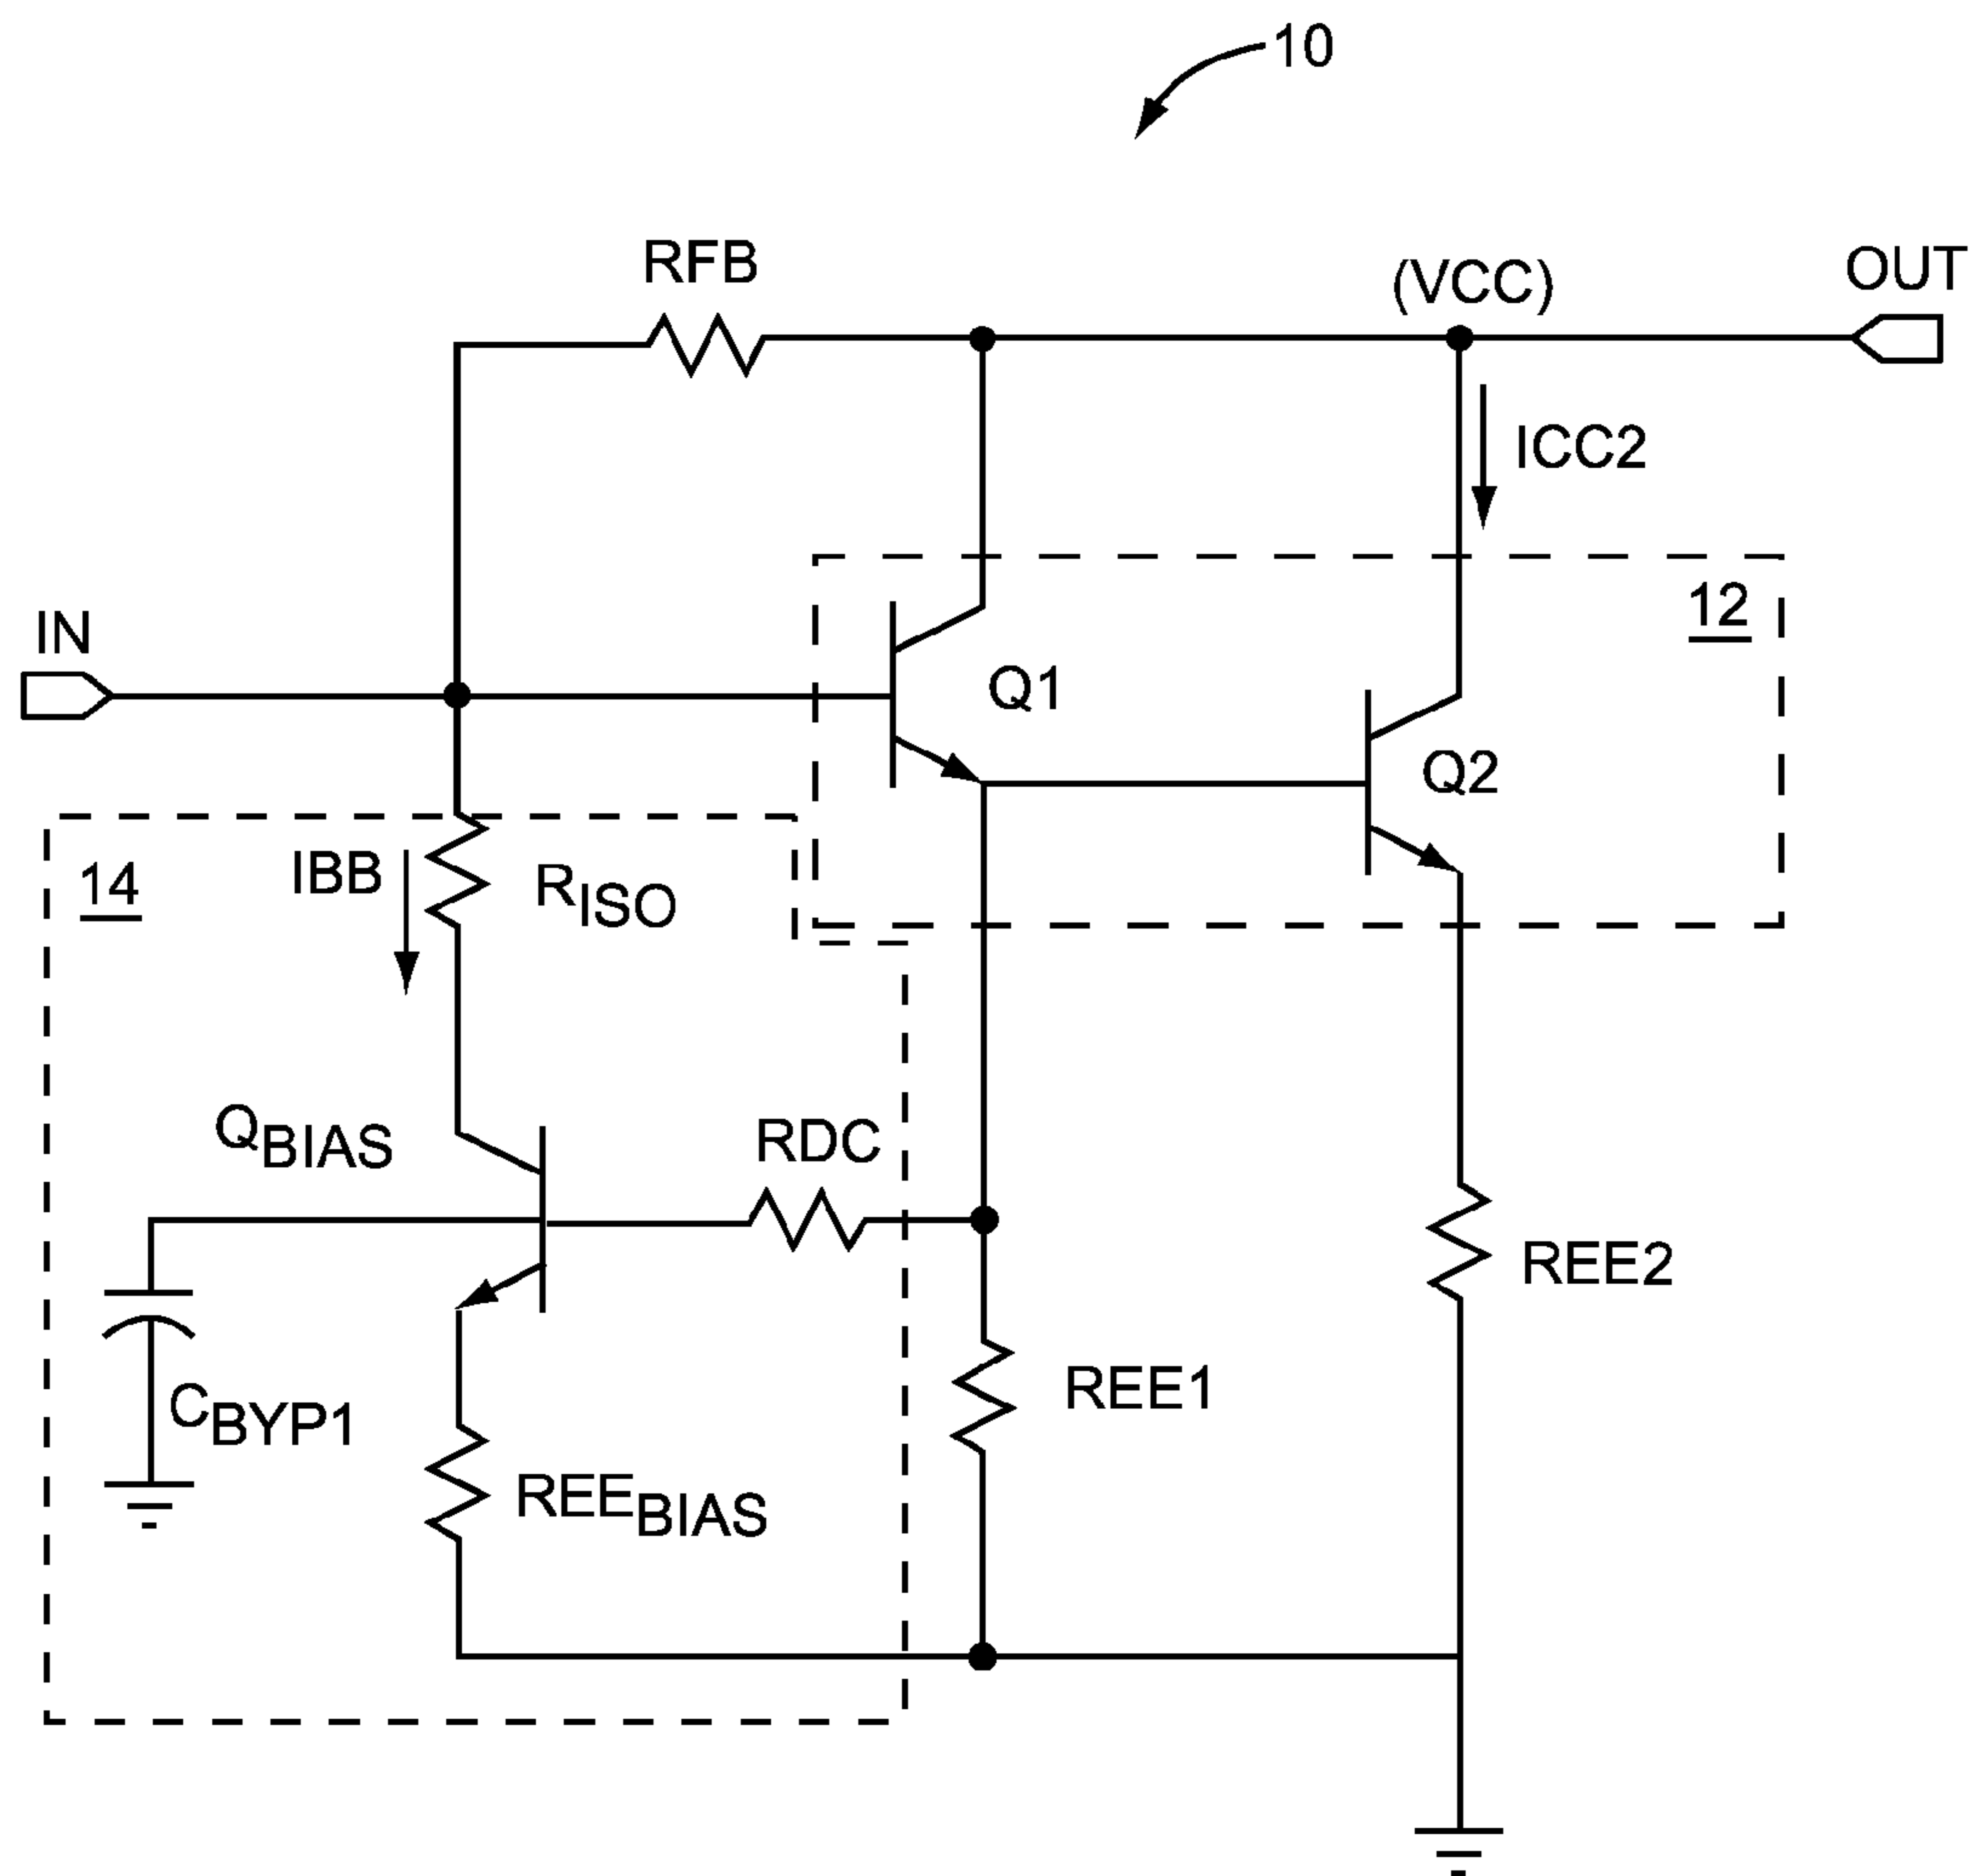 10
RFB
(VCC)
OUT
ICC2
IN
12
Q1
Q2
14
IBB
RISO
QBIAS
RDC
REE2
REE1
CBYP1
REEBIAS